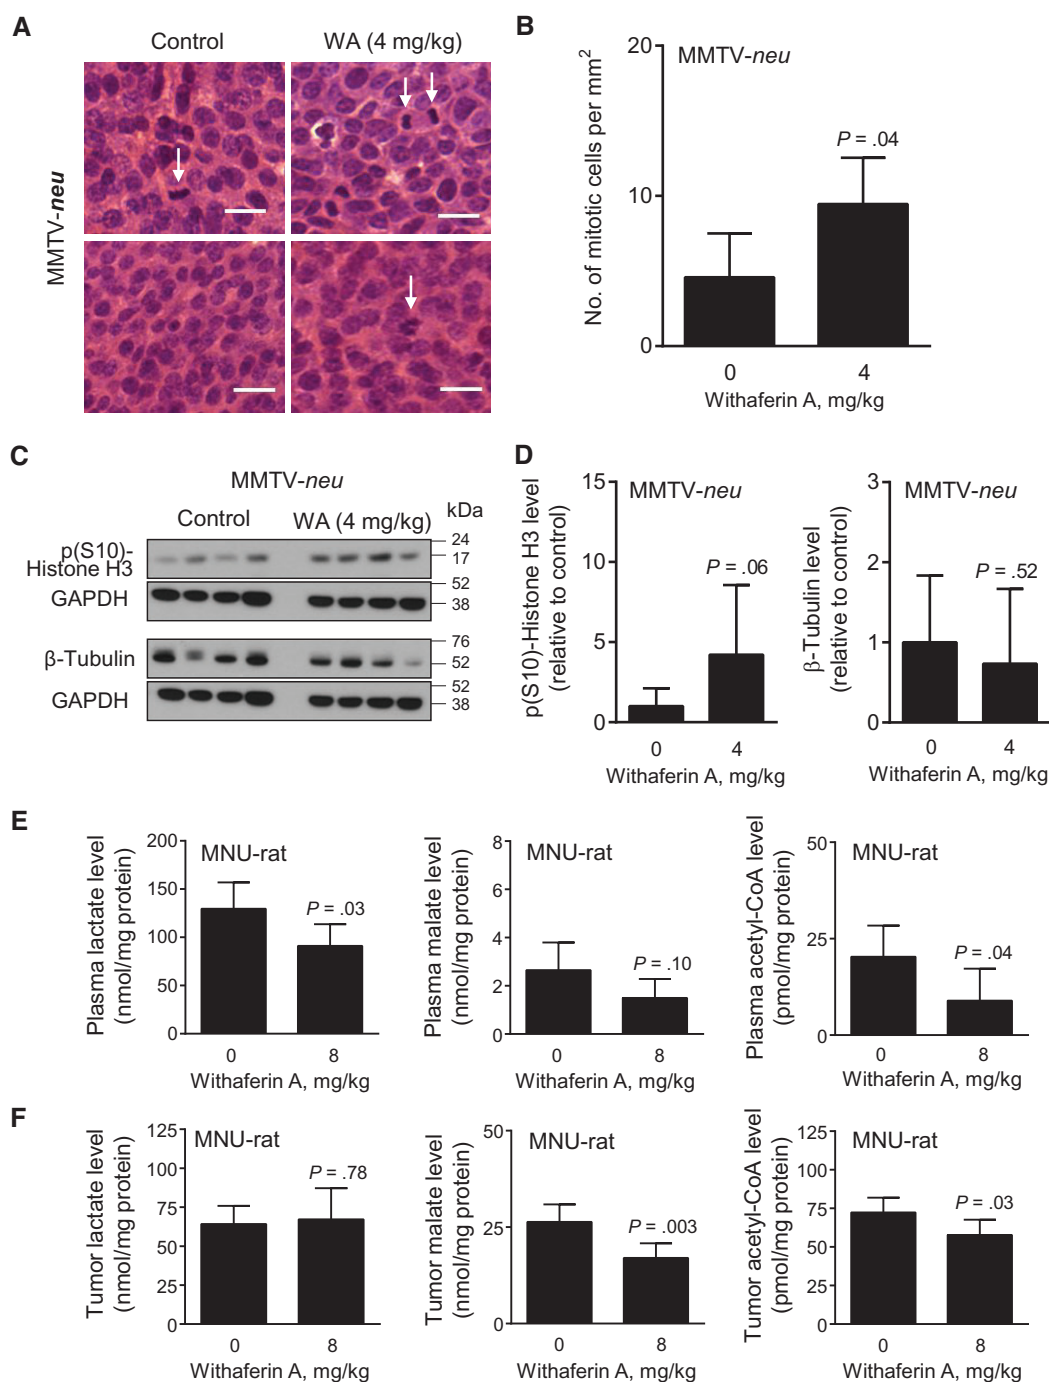 A
Control
WA (4 mg/kg)
MMTV-neu
B
MMTV-neu
No. of mitotic cells per mm²
20
10
0
P = .04
0
4
Withaferin A, mg/kg
C
MMTV-neu
Control
WA (4 mg/kg)
kDa
p(S10)-
Histone H3
24
17
GAPDH
52
38
β-Tubulin
76
52
GAPDH
52
38
D
p(S10)-Histone H3 level
(relative to control)
15
10
5
0
MMTV-neu
P = .06
0
4
Withaferin A, mg/kg
β-Tubulin level
(relative to control)
3
2
1
0
MMTV-neu
P = .52
0
4
Withaferin A, mg/kg
E
Plasma lactate level
(nmol/mg protein)
200
150
100
50
0
MNU-rat
P = .03
0
8
Withaferin A, mg/kg
Plasma malate level
(nmol/mg protein)
8
6
4
2
0
MNU-rat
P = .10
0
8
Withaferin A, mg/kg
Plasma acetyl-CoA level
(pmol/mg protein)
50
25
0
MNU-rat
P = .04
0
8
Withaferin A, mg/kg
F
Tumor lactate level
(nmol/mg protein)
125
100
75
50
25
0
MNU-rat
P = .78
0
8
Withaferin A, mg/kg
Tumor malate level
(nmol/mg protein)
50
25
0
MNU-rat
P = .003
0
8
Withaferin A, mg/kg
Tumor acetyl-CoA level
(pmol/mg protein)
125
100
75
50
25
0
MNU-rat
P = .03
0
8
Withaferin A, mg/kg